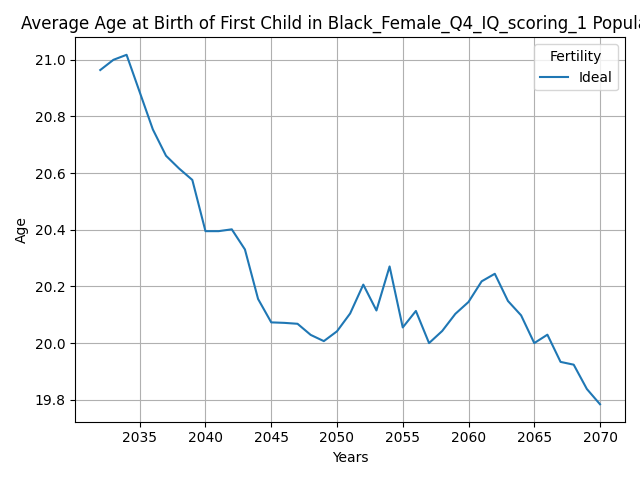 Average Age at Birth of First Child in Black_Female_Q4_IQ_scoring_1 Popula
Fertility
Ideal
21.0
20.8
20.6
20.4
20.2
20.0
19.8
Age
2035 2040 2045 2050 2055 2060 2065 2070
Years